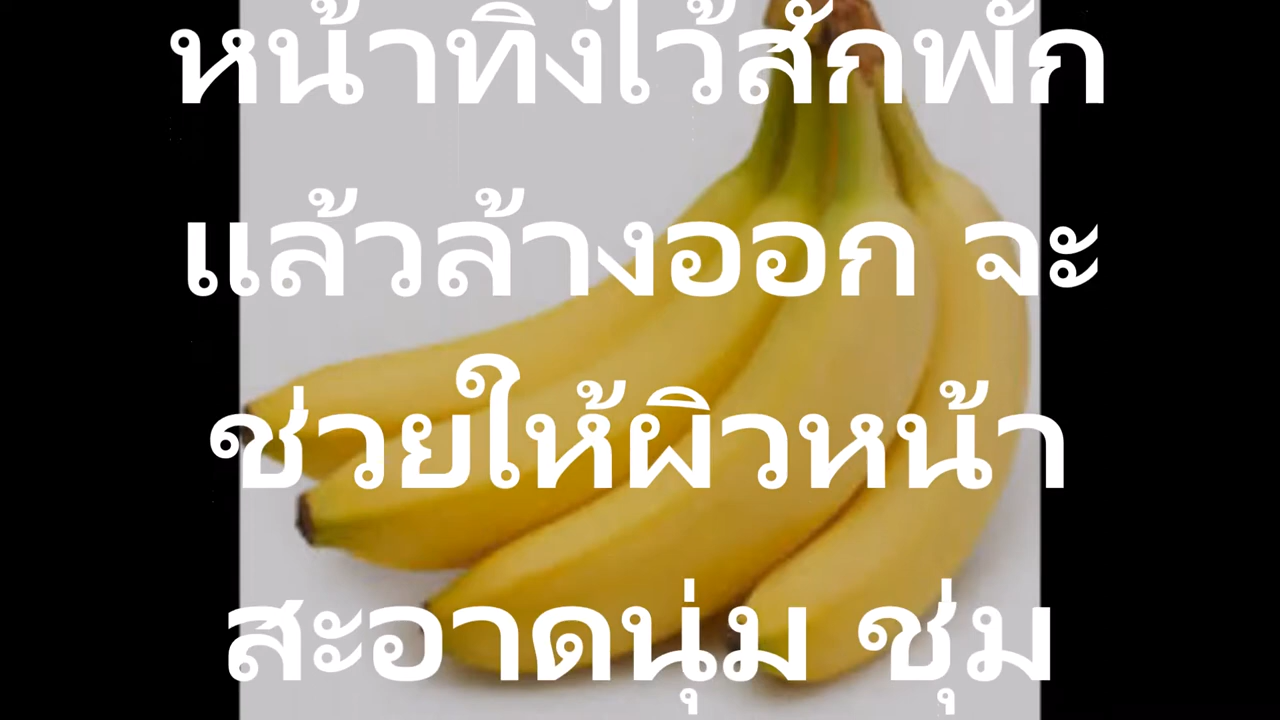 หน้าทิ้งไว้สักพัก
แล้วล้างออก จะ
ช่วยให้ผิวหน้า
สะอาดนุ่ม ชุ่ม